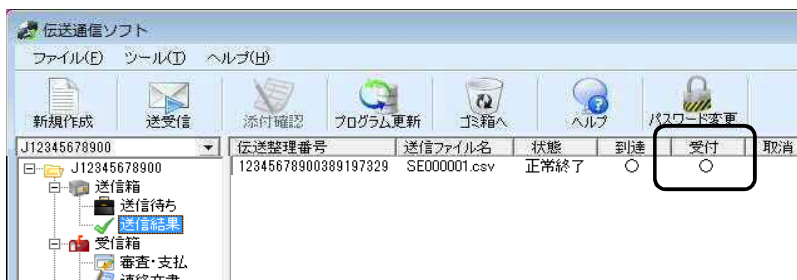 伝送通信ソフト
ファイル(F) ツール(T) ヘルプ(H)
新規作成 送受信 添付確認 プログラム更新 ゴミ箱へ ヘルプ パスワード変更
J12345678900 伝送整理番号 送信ファイル名 状態 到達 受付 取消
J12345678900 12345678900389197329 SE000001.csv 正常終了 ○ ○
送信箱
送信待ち
送信結果
受信箱
審査・支払
連絡文書